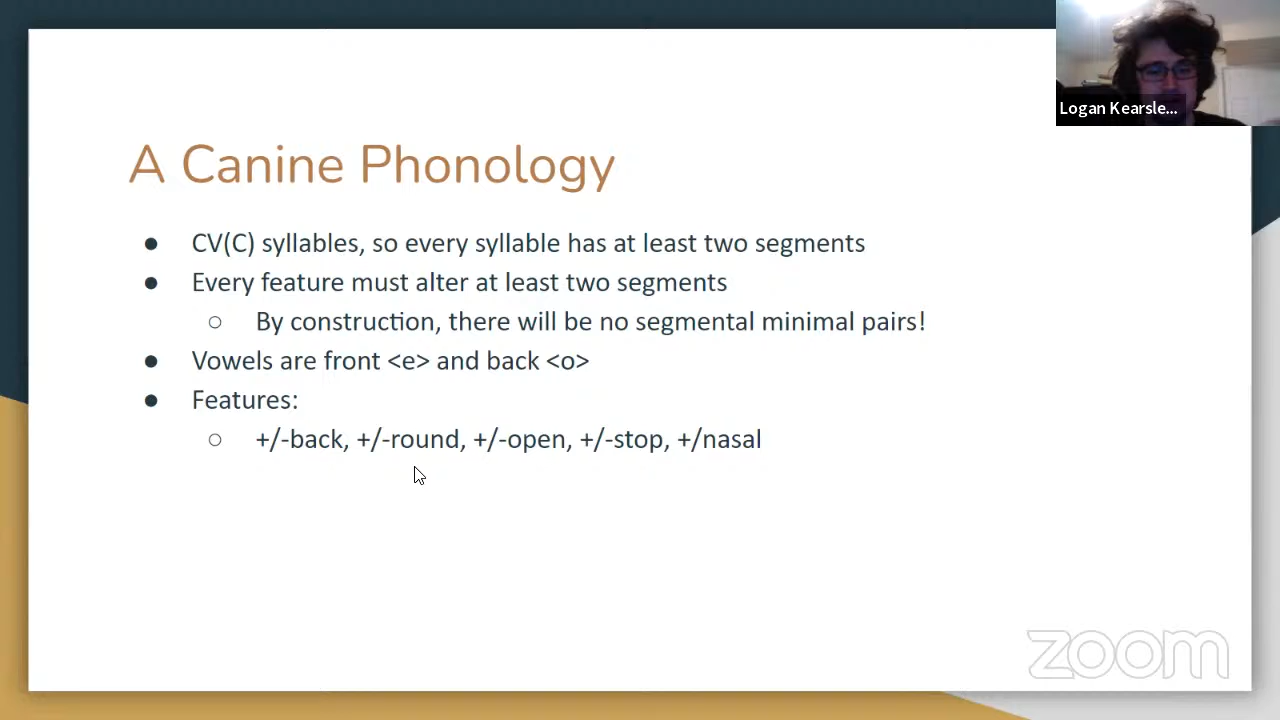 Logan Kearsle...
A Canine Phonology
● CV(C) syllables, so every syllable has at least two segments
● Every feature must alter at least two segments
○ By construction, there will be no segmental minimal pairs!
● Vowels are front <e> and back <o>
● Features:
○ +/-back, +/-round, +/-open, +/-stop, +/nasal
zoom